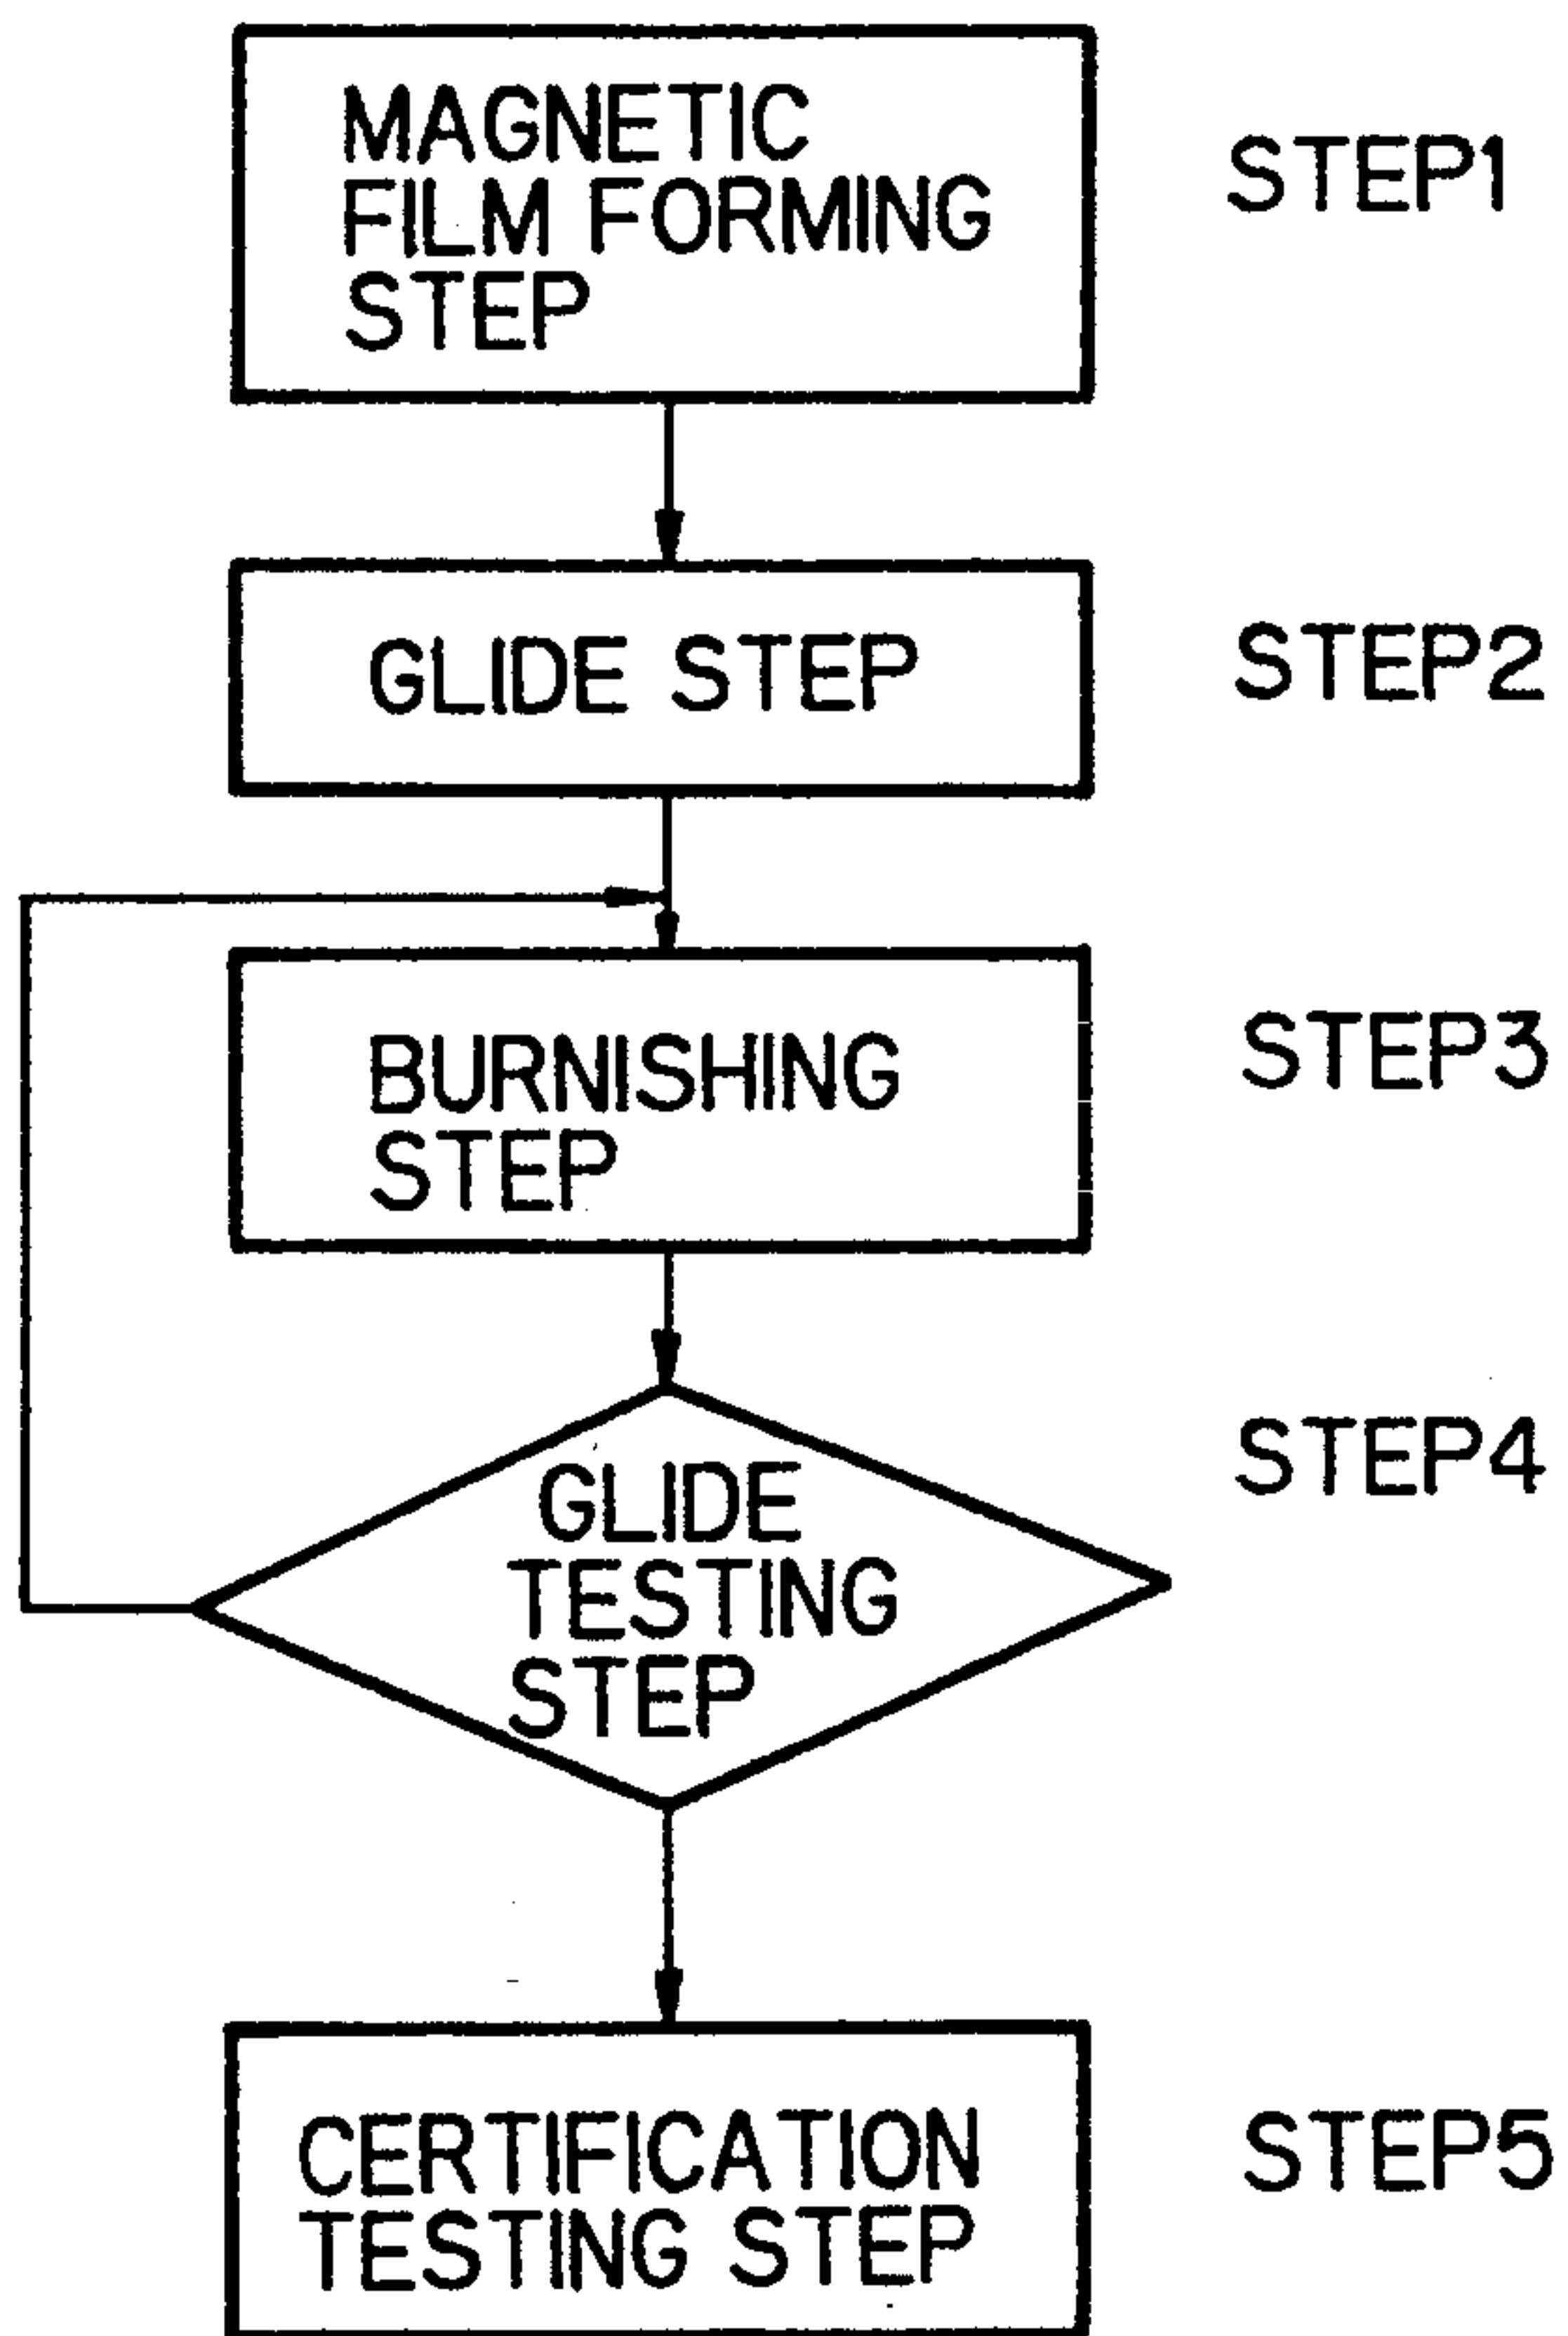 MAGNETIC
FILM FORMING
STEP
STEP1
GLIDE STEP
STEP2
BURNISHING
STEP
STEP3
GLIDE
TESTING
STEP
STEP4
CERTIFICATION
TESTING STEP
STEP5